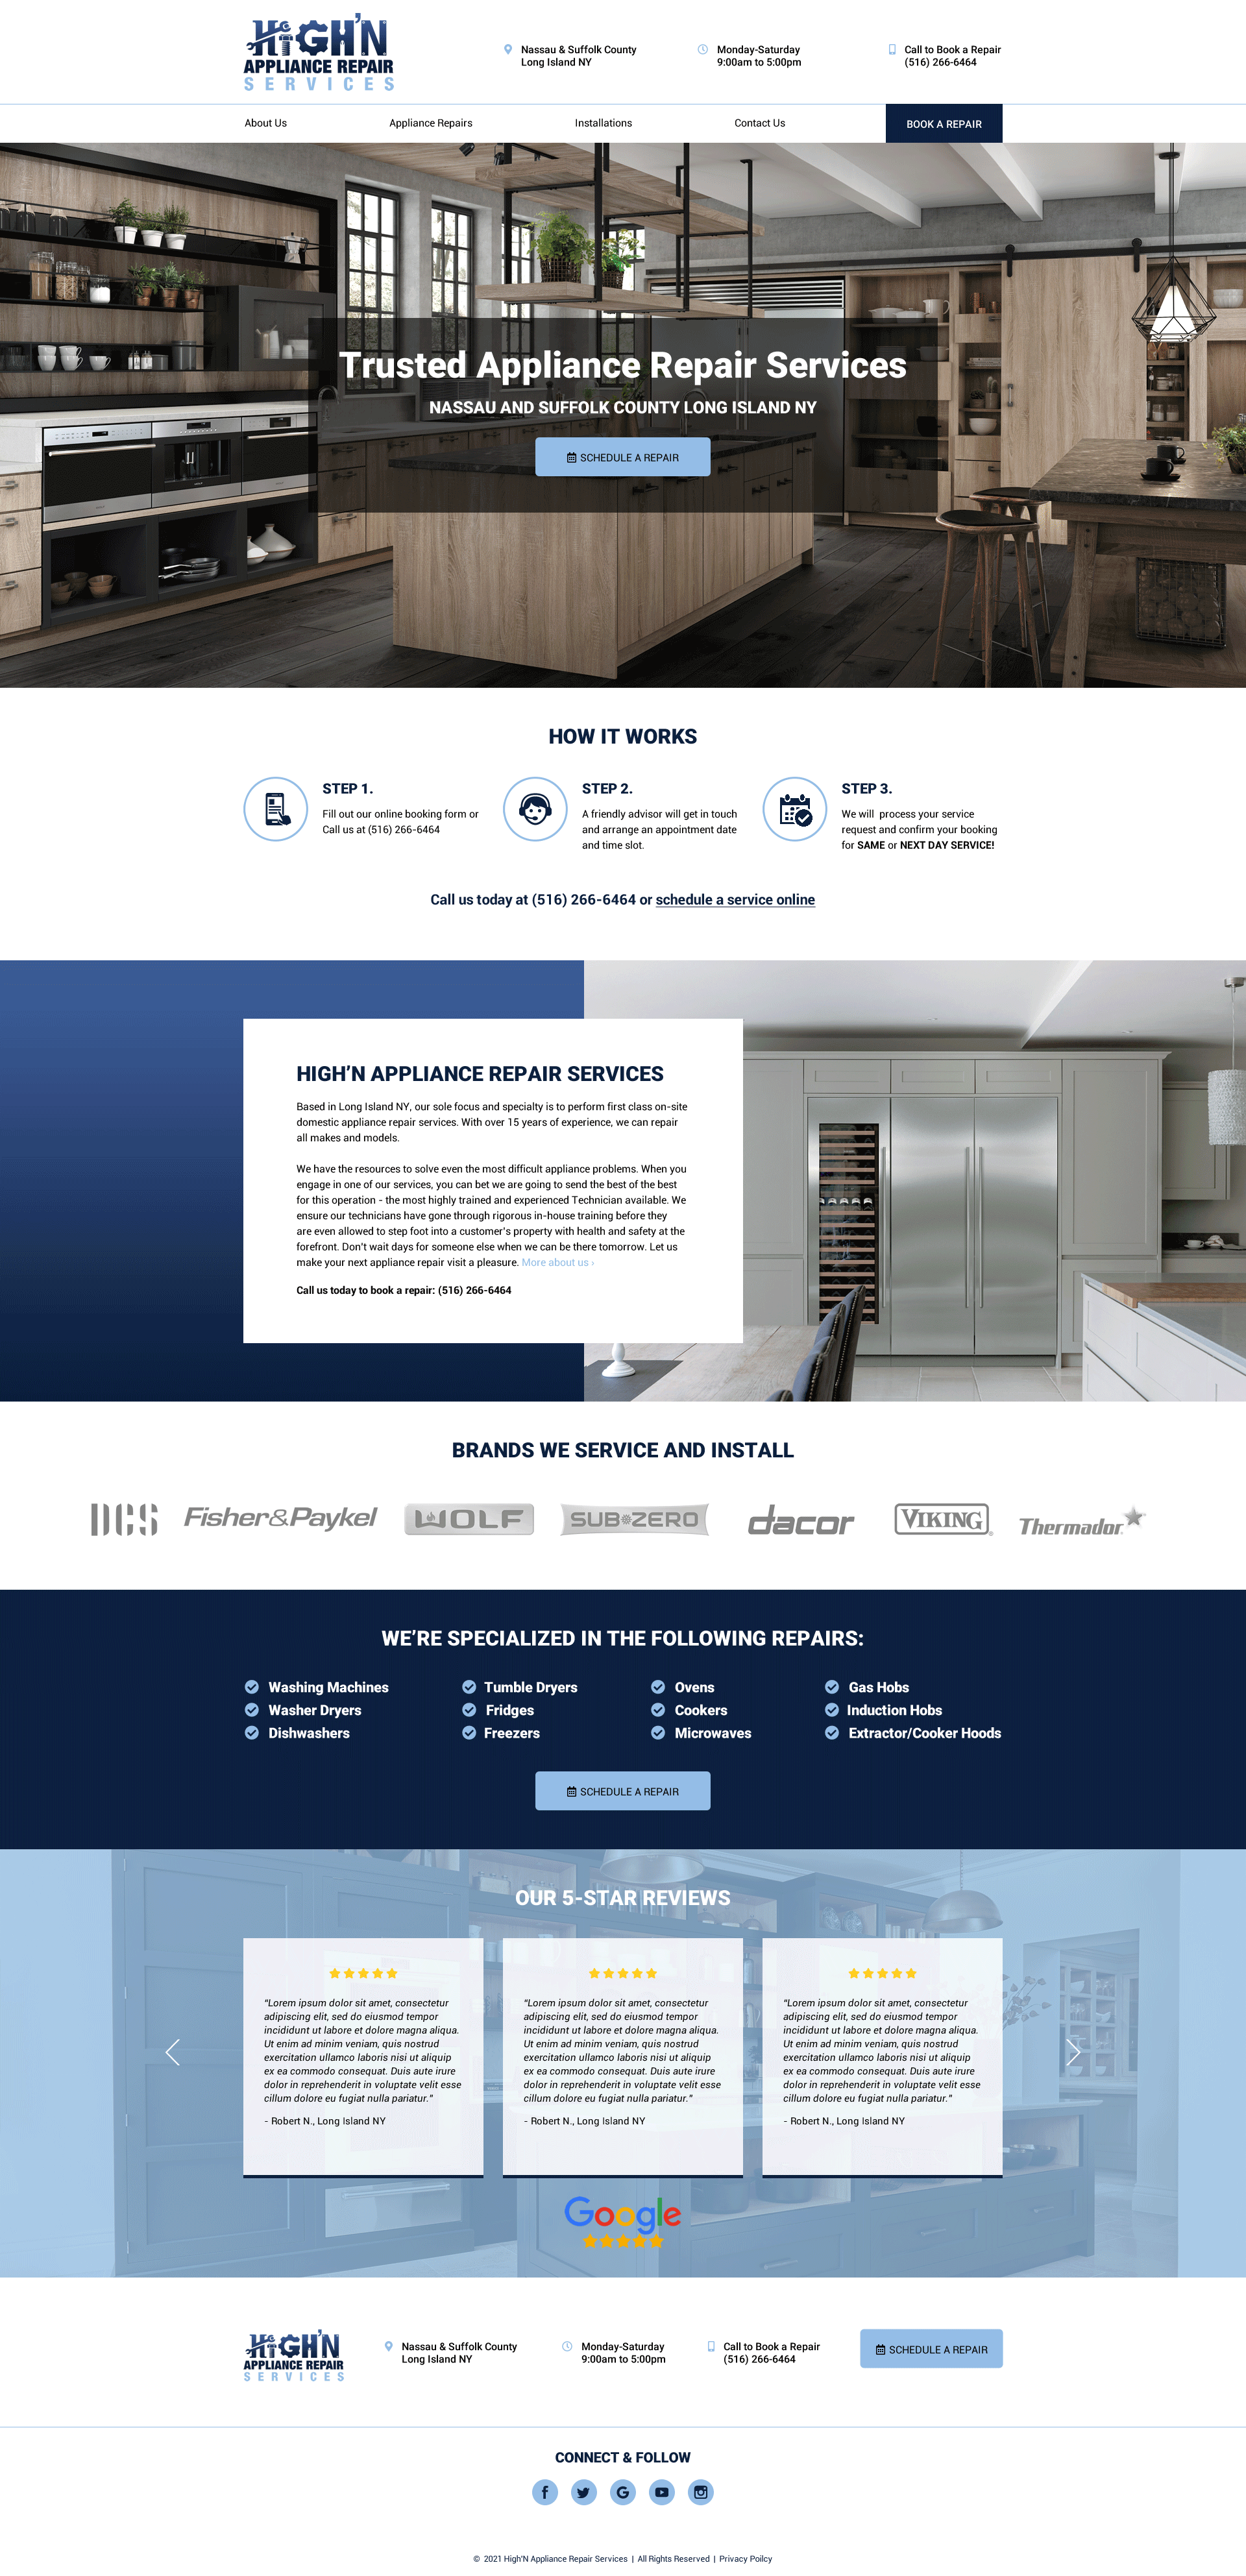 HIGH'N
APPLIANCE REPAIR
SERVICES
Nassau & Suffolk County
Long Island NY
Monday-Saturday
9:00am to 5:00pm
Call to Book a Repair
(516) 266-6464
About Us
Appliance Repairs
Installations
Contact Us
BOOK A REPAIR
Trusted Appliance Repair Services
NASSAU AND SUFFOLK COUNTY LONG ISLAND NY
SCHEDULE A REPAIR
HOW IT WORKS
STEP 1.
Fill out our online booking form or
Call us at (516) 266-6464
STEP 2.
A friendly advisor will get in touch
and arrange an appointment date
and time slot.
STEP 3.
We will process your service
request and confirm your booking
for SAME or NEXT DAY SERVICE!
Call us today at (516) 266-6464 or schedule a service online
HIGH'N APPLIANCE REPAIR SERVICES
Based in Long Island NY, our sole focus and specialty is to perform first class on-site
domestic appliance repair services. With over 15 years of experience, we can repair
all makes and models.
We have the resources to solve even the most difficult appliance problems. When you
engage in one of our services, you can bet we are going to send the best of the best
for this operation - the most highly trained and experienced Technician available. We
ensure our technicians have gone through rigorous in-house training before they
are even allowed to step foot into a customer's property with health and safety at the
forefront. Don't wait days for someone else when we can be there tomorrow. Let us
make your next appliance repair visit a pleasure. More about us ›
Call us today to book a repair: (516) 266-6464
BRANDS WE SERVICE AND INSTALL
DCS
Fisher&Paykel
WOLF
SUB ZERO
dacor
VIKING®
Thermador
WE'RE SPECIALIZED IN THE FOLLOWING REPAIRS:
Washing Machines
Washer Dryers
Dishwashers
Tumble Dryers
Fridges
Freezers
Ovens
Cookers
Microwaves
Gas Hobs
Induction Hobs
Extractor/Cooker Hoods
SCHEDULE A REPAIR
OUR 5-STAR REVIEWS
"Lorem ipsum dolor sit amet, consectetur
adipiscing elit, sed do eiusmod tempor
incididunt ut labore et dolore magna aliqua.
Ut enim ad minim veniam, quis nostrud
exercitation ullamco laboris nisi ut aliquip
ex ea commodo consequat. Duis aute irure
dolor in reprehenderit in voluptate velit esse
cillum dolore eu fugiat nulla pariatur."
- Robert N., Long Island NY
"Lorem ipsum dolor sit amet, consectetur
adipiscing elit, sed do eiusmod tempor
incididunt ut labore et dolore magna aliqua.
Ut enim ad minim veniam, quis nostrud
exercitation ullamco laboris nisi ut aliquip
ex ea commodo consequat. Duis aute irure
dolor in reprehenderit in voluptate velit esse
cillum dolore eu fugiat nulla pariatur."
- Robert N., Long Island NY
"Lorem ipsum dolor sit amet, consectetur
adipiscing elit, sed do eiusmod tempor
incididunt ut labore et dolore magna aliqua.
Ut enim ad minim veniam, quis nostrud
exercitation ullamco laboris nisi ut aliquip
ex ea commodo consequat. Duis aute irure
dolor in reprehenderit in voluptate velit esse
cillum dolore eu fugiat nulla pariatur."
- Robert N., Long Island NY
Google
HIGH'N
APPLIANCE REPAIR
SERVICES
Nassau & Suffolk County
Long Island NY
Monday-Saturday
9:00am to 5:00pm
Call to Book a Repair
(516) 266-6464
SCHEDULE A REPAIR
CONNECT & FOLLOW
© 2021 High'N Appliance Repair Services | All Rights Reserved | Privacy Poilcy